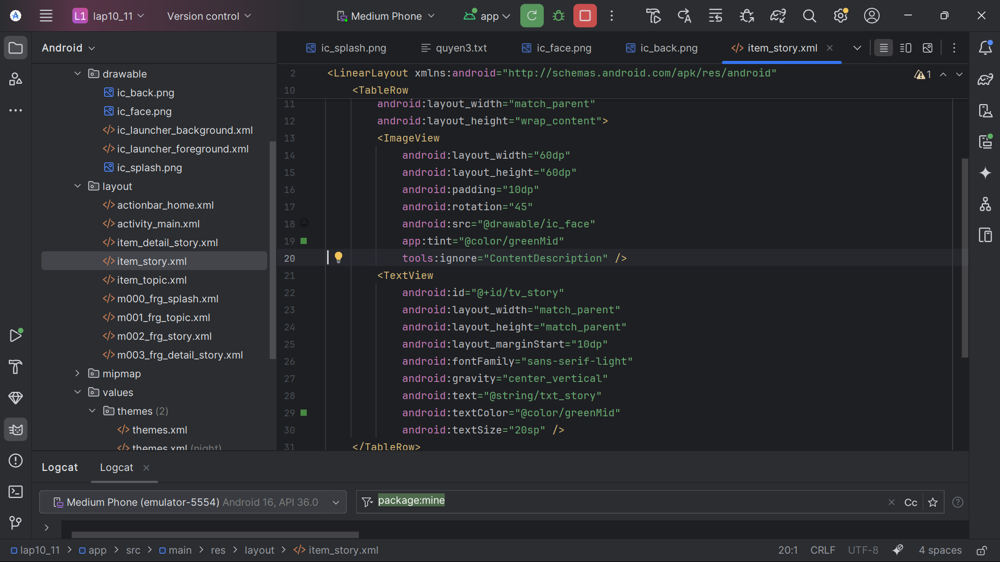 L1 lap10_11 Version control Medium Phone app
Android
ic_splash.png quyen3.txt ic_face.png ic_back.png item_story.xml
drawable
ic_back.png
ic_face.png
ic_launcher_background.xml
ic_launcher_foreground.xml
ic_splash.png
layout
actionbar_home.xml
activity_main.xml
item_detail_story.xml
item_story.xml
item_topic.xml
m000_frg_splash.xml
m001_frg_topic.xml
m002_frg_story.xml
m003_frg_detail_story.xml
mipmap
values
themes (2)
themes.xml
themes.xml (night)
2 <LinearLayout xmlns:android="http://schemas.android.com/apk/res/android"
1
10 <TableRow
11 android:layout_width="match_parent"
12 android:layout_height="wrap_content">
13 <ImageView
14 android:layout_width="60dp"
15 android:layout_height="60dp"
16 android:padding="10dp"
17 android:rotation="45"
18 android:src="@drawable/ic_face"
19 app:tint="@color/greenMid"
20 tools:ignore="ContentDescription" />
21 <TextView
22 android:id="@+id/tv_story"
23 android:layout_width="match_parent"
24 android:layout_height="match_parent"
25 android:layout_marginStart="10dp"
26 android:fontFamily="sans-serif-light"
27 android:gravity="center_vertical"
28 android:text="@string/txt_story"
29 android:textColor="@color/greenMid"
30 android:textSize="20sp" />
31 </TableRow>
Logcat Logcat
Medium Phone (emulator-5554) Android 16, API 36.0
package:mine
Cc
lap10_11 > app > src > main > res > layout > item_story.xml
20:1 CRLF UTF-8 4 spaces